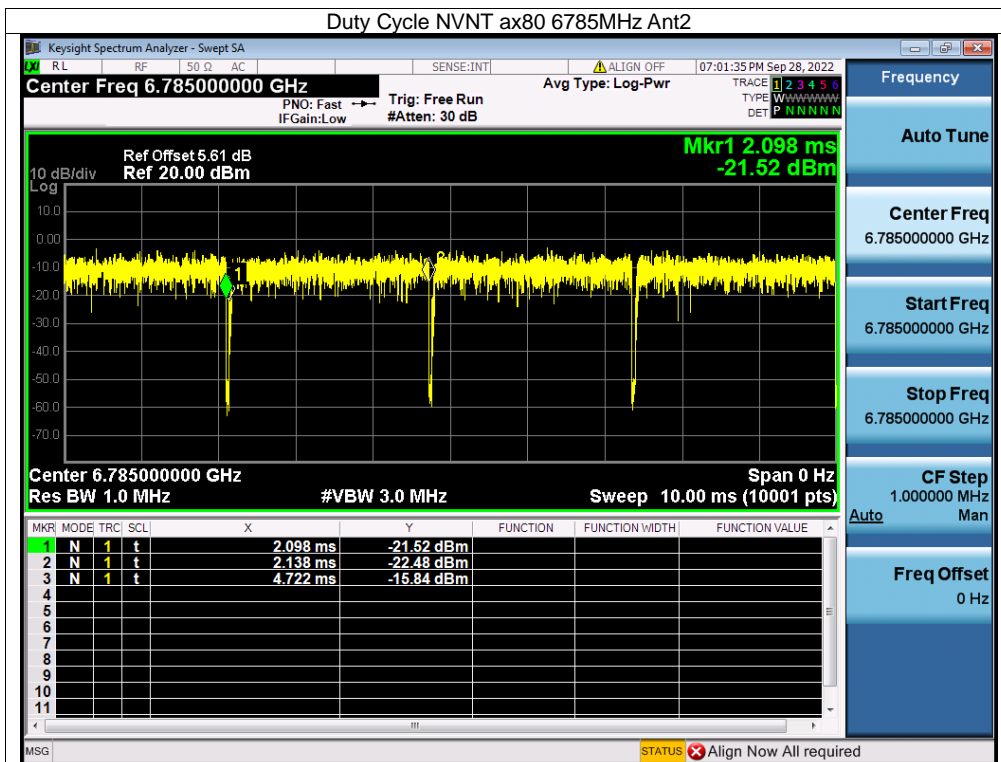 Duty Cycle NVNT ax80 6785MHz Ant2
Keysight Spectrum Analyzer - Swept SA
LXI RL RF 50 Ω AC SENSE:INT ALIGN OFF 07:01:35 PM Sep 28, 2022
Center Freq 6.785000000 GHz
PNO: Fast
IFGain:Low
Trig: Free Run
#Atten: 30 dB
Avg Type: Log-Pwr
TRACE 1 2 3 4 5 6
TYPE WWWWWWW
DET P N N N N N
Frequency
Auto Tune
Center Freq
6.785000000 GHz
Start Freq
6.785000000 GHz
Stop Freq
6.785000000 GHz
CF Step
1.000000 MHz
Auto Man
Freq Offset
0 Hz
Mkr1 2.098 ms
-21.52 dBm
Ref Offset 5.61 dB
10 dB/div Ref 20.00 dBm
Log
10.0
0.00
-10.0
-20.0
-30.0
-40.0
-50.0
-60.0
-70.0
1
Center 6.785000000 GHz Span 0 Hz
Res BW 1.0 MHz #VBW 3.0 MHz Sweep 10.00 ms (10001 pts)
MKR MODE TRC SCL X Y FUNCTION FUNCTION WIDTH FUNCTION VALUE
1 N 1 t 2.098 ms -21.52 dBm
2 N 1 t 2.138 ms -22.48 dBm
3 N 1 t 4.722 ms -15.84 dBm
4
5
6
7
8
9
10
11
MSG STATUS Align Now All required